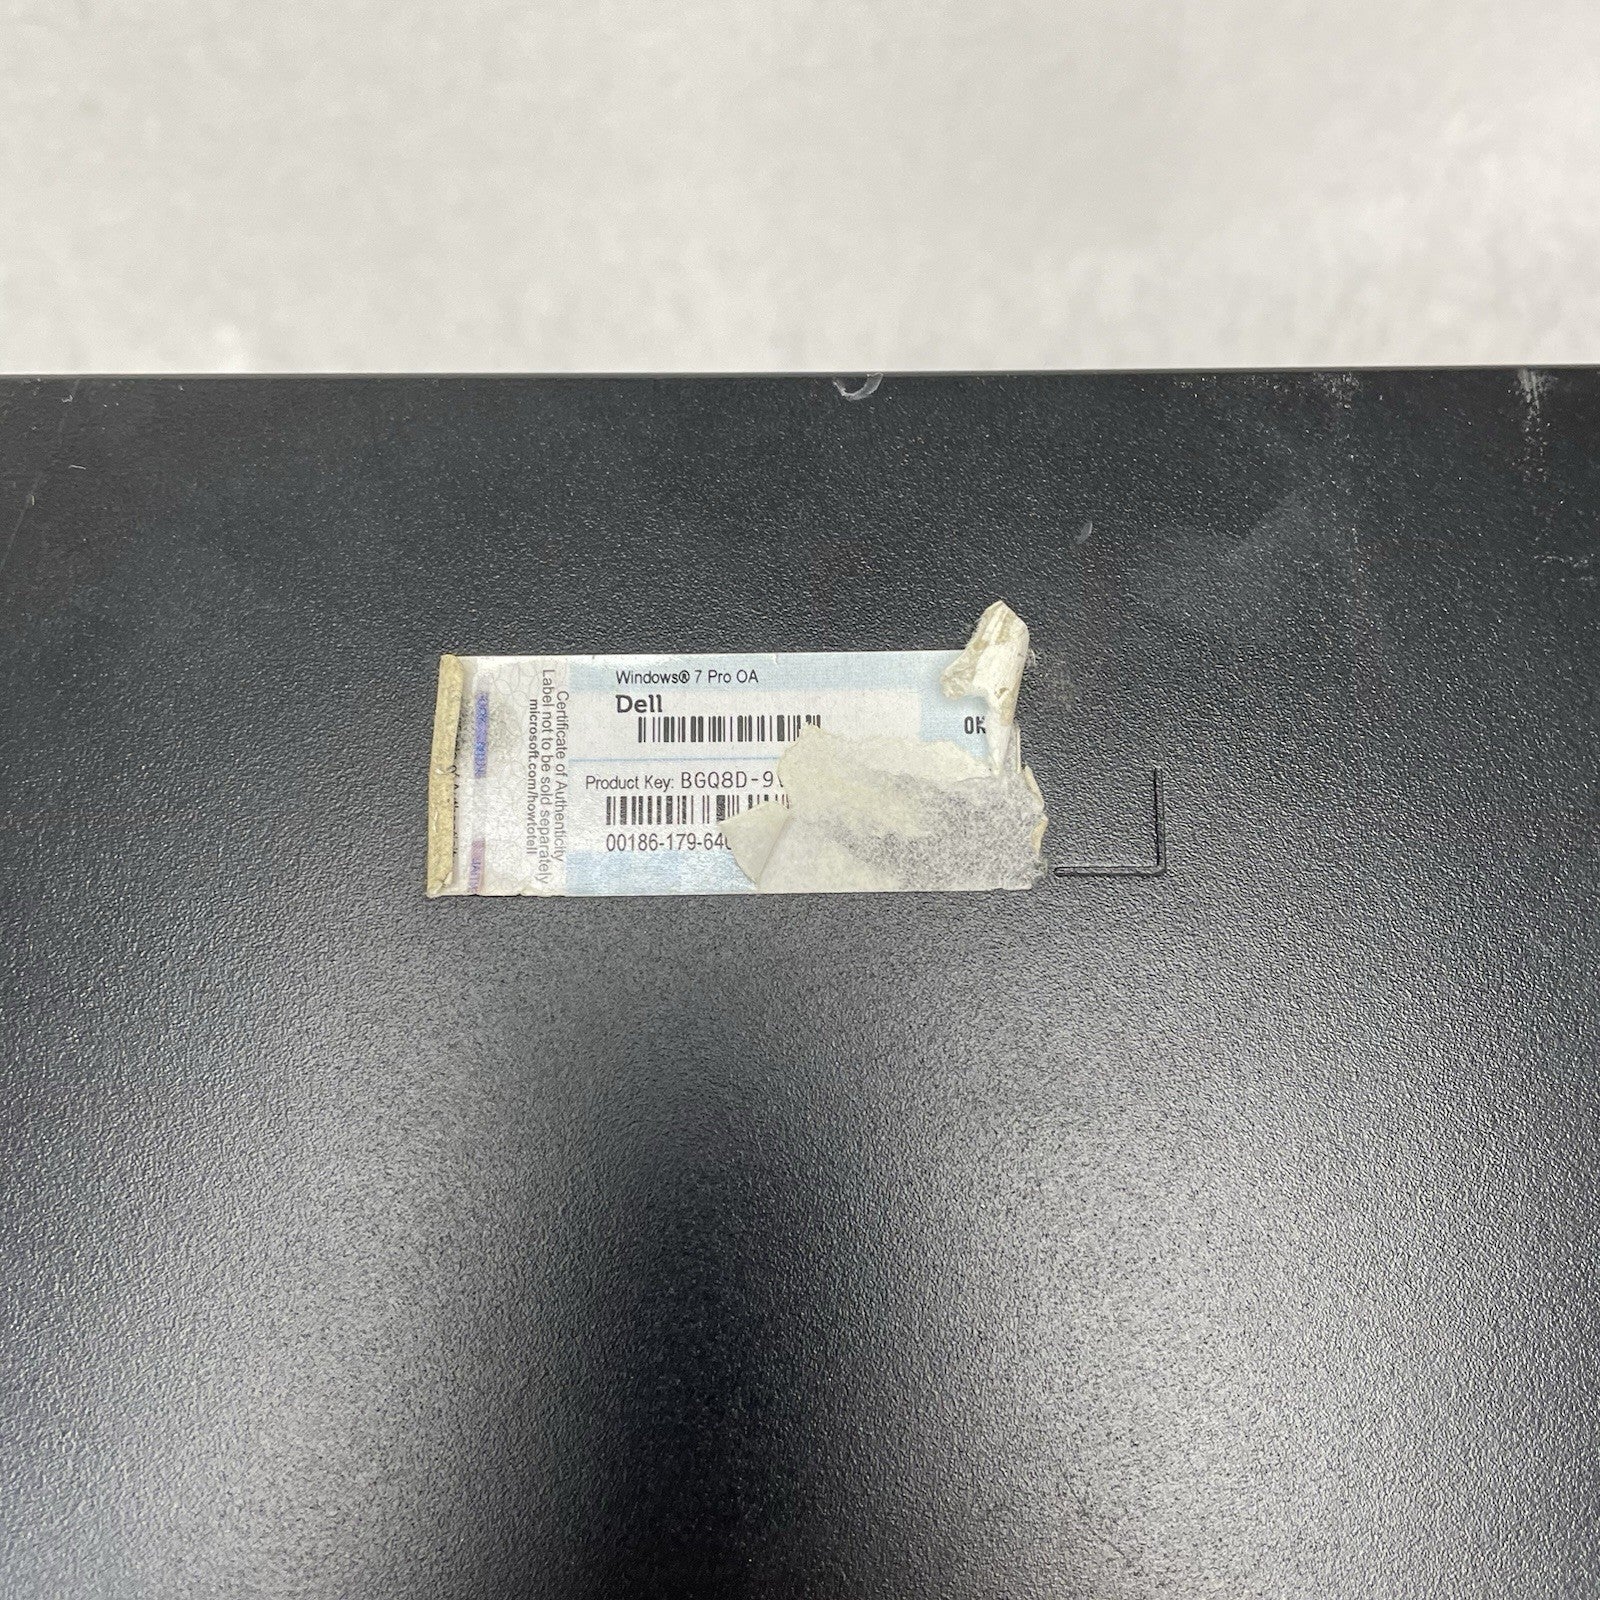 Windows® 7 Pro OA
Dell
Product Key: BGQ8D-9
00186-179-64
Certificate of Authenticity
Label not to be sold separately
microsoft.com/howtotell